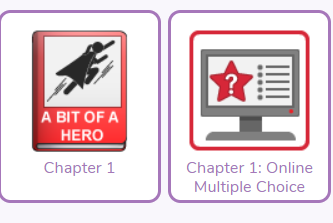 A BIT OF A
HERO
Chapter 1
?
Chapter 1: Online
Multiple Choice